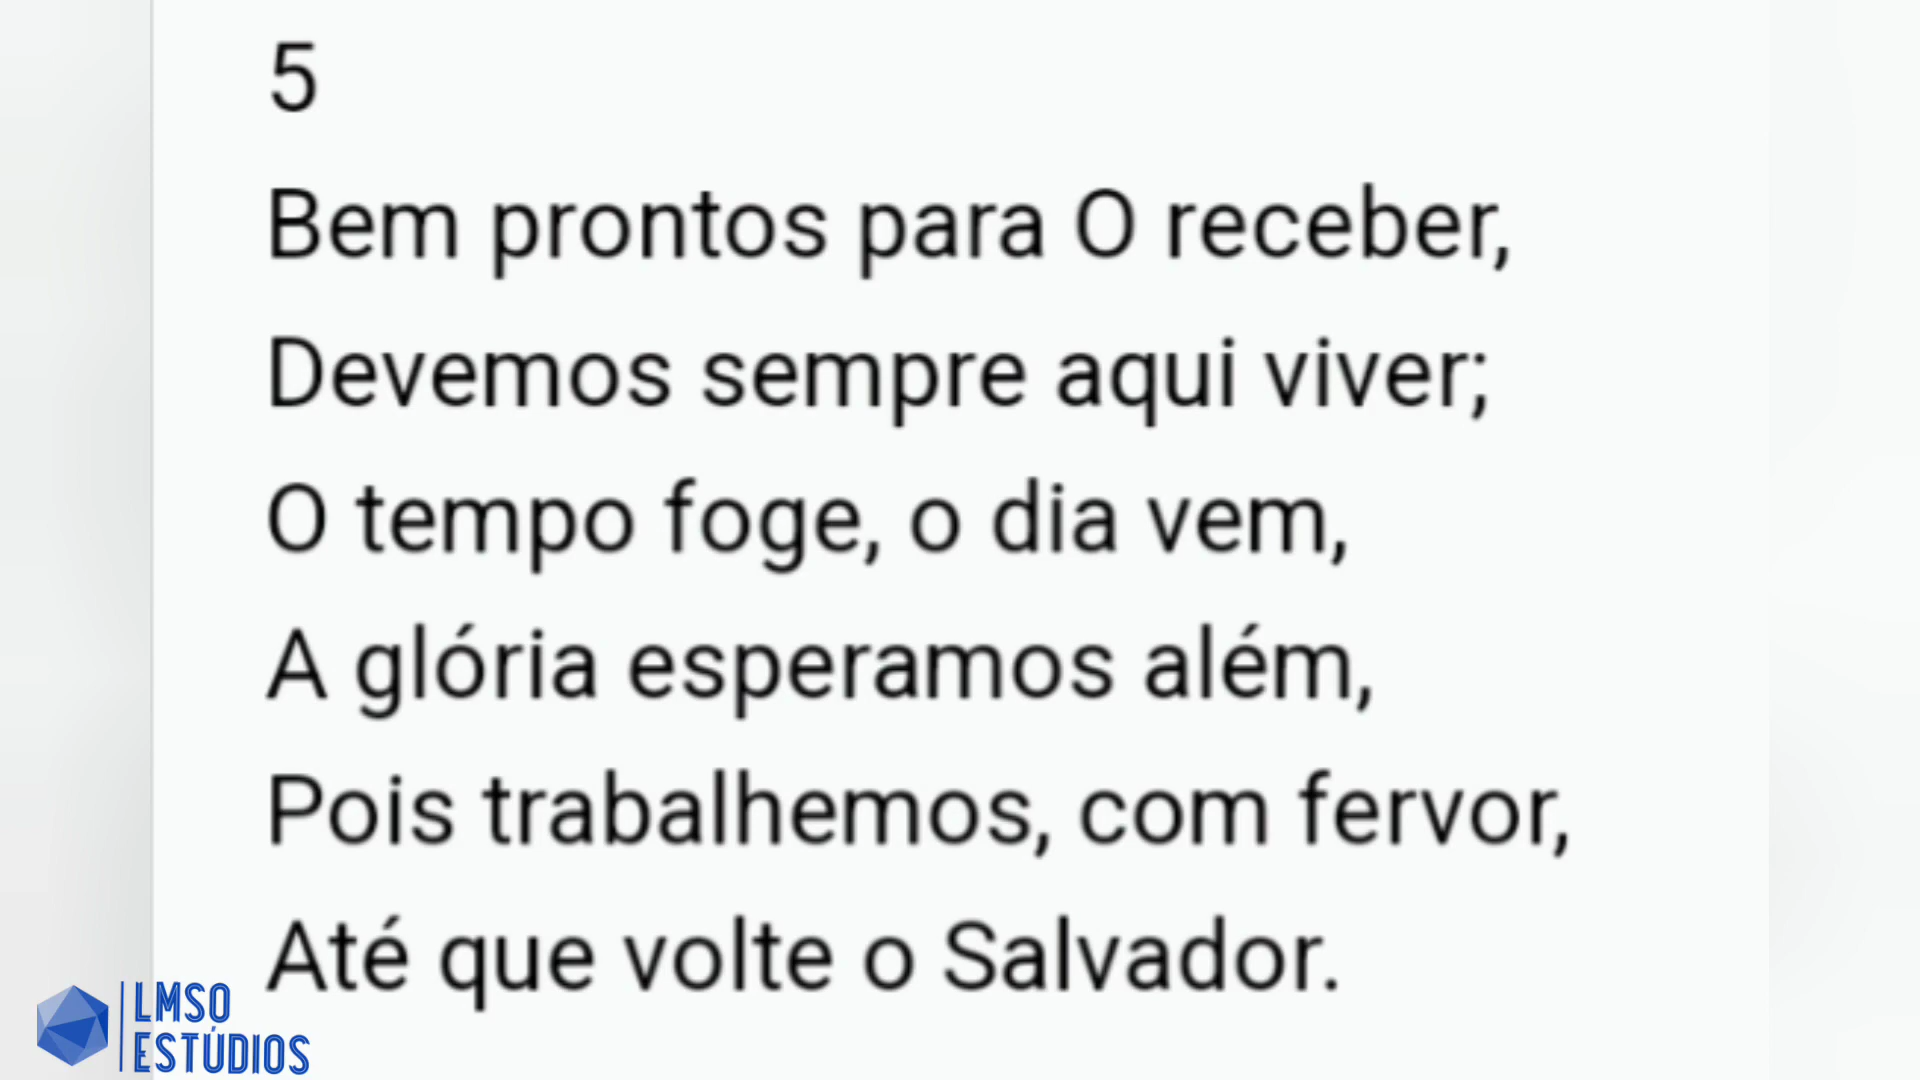 5
Bem prontos para O receber,
Devemos sempre aqui viver;
O tempo foge, o dia vem,
A glória esperamos além,
Pois trabalhemos, com fervor,
Até que volte o Salvador.
LMSO
ESTÚDIOS